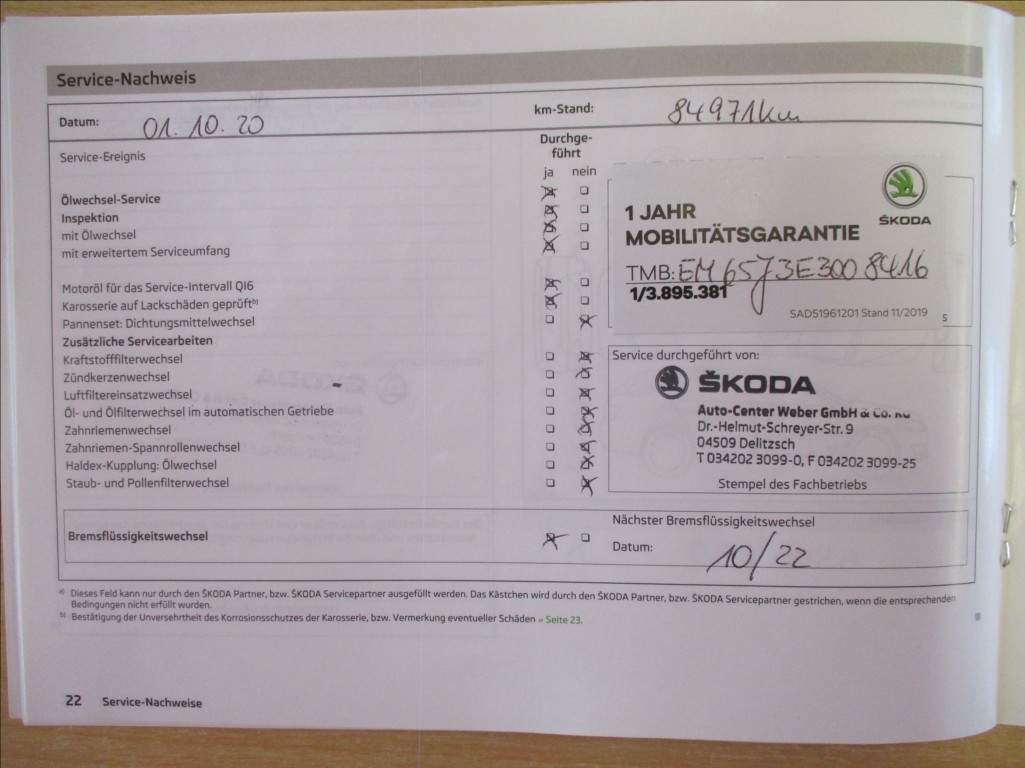 Service-Nachweis
Datum: 01.10.20
km-Stand: 84971km
Service-Ereignis
Durchge-
führt
ja nein
Ölwechsel-Service
Inspektion
mit Ölwechsel
mit erweitertem Serviceumfang
Motoröl für das Service-Intervall QI6
Karosserie auf Lackschäden geprüft b)
Pannenset: Dichtungsmittelwechsel
Zusätzliche Servicearbeiten
Kraftstofffilterwechsel
Zündkerzenwechsel
Luftfiltereinsatzwechsel
Öl- und Ölfilterwechsel im automatischen Getriebe
Zahnriemenwechsel
Zahnriemen-Spannrollenwechsel
Haldex-Kupplung: Ölwechsel
Staub- und Pollenfilterwechsel
ŠKODA
1 JAHR
MOBILITÄTSGARANTIE
TMB: EM6573E3008416
1/3.895.381
SAD51961201 Stand 11/2019
s
Service durchgeführt von:
ŠKODA
Auto-Center Weber GmbH & Co. KG
Dr.-Helmut-Schreyer-Str. 9
04509 Delitzsch
T 034202 3099-0, F 034202 3099-25
Stempel des Fachbetriebs
Bremsflüssigkeitswechsel
Nächster Bremsflüssigkeitswechsel
Datum: 10/22
a) Dieses Feld kann nur durch den ŠKODA Partner, bzw. ŠKODA Servicepartner ausgefüllt werden. Das Kästchen wird durch den ŠKODA Partner, bzw. ŠKODA Servicepartner gestrichen, wenn die entsprechenden
Bedingungen nicht erfüllt wurden.
b) Bestätigung der Unversehrtheit des Korrosionsschutzes der Karosserie, bzw. Vermerkung eventueller Schäden » Seite 23.
22 Service-Nachweise